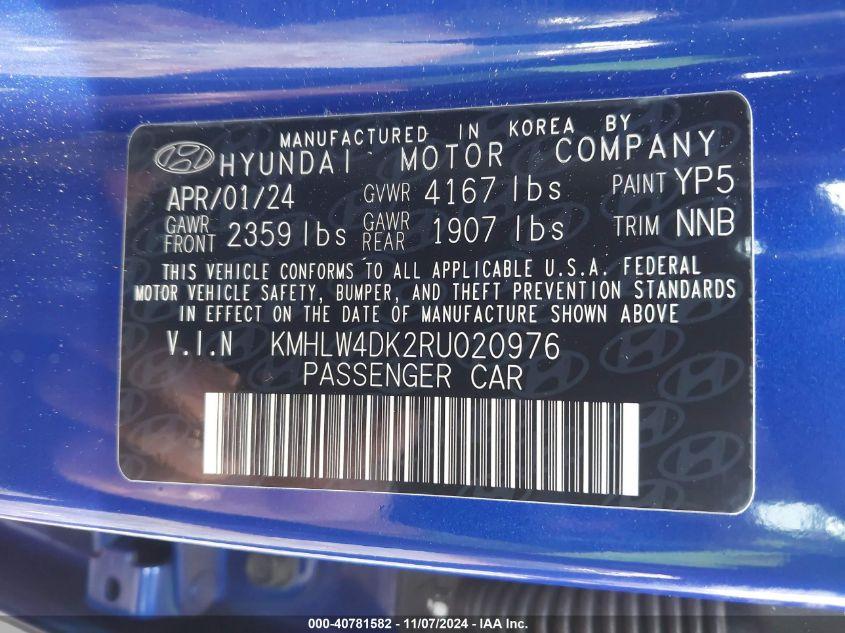 MANUFACTURED IN KOREA BY
HYUNDAI MOTOR COMPANY
APR/01/24 GVWR 4167 lbs PAINT YP5
GAWR FRONT 2359 lbs GAWR REAR 1907 lbs TRIM NNB
THIS VEHICLE CONFORMS TO ALL APPLICABLE U.S.A. FEDERAL
MOTOR VEHICLE SAFETY, BUMPER, AND THEFT PREVENTION STANDARDS
IN EFFECT ON THE DATE OF MANUFACTURE SHOWN ABOVE
V.I.N KMHLW4DK2RU020976
PASSENGER CAR
000-40781582 - 11/07/2024 - IAA Inc.